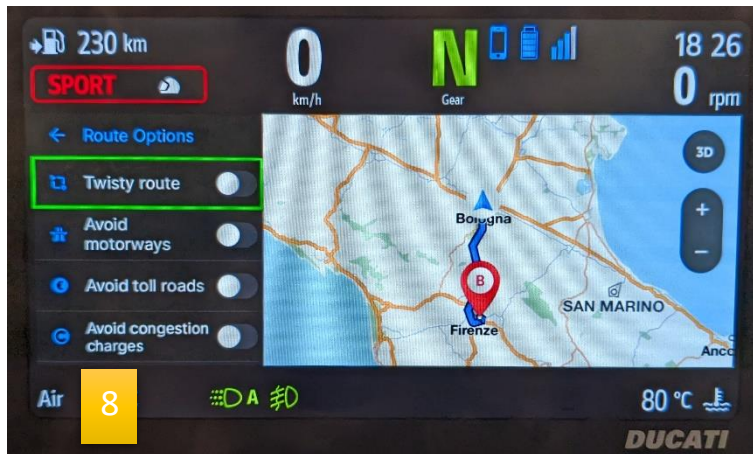 230 km
SPORT
0
km/h
N
Gear
18 26
0 rpm
Route Options
Twisty route
Avoid
motorways
Avoid toll roads
Avoid congestion
charges
3D
+
−
Bologna
B
Firenze
SAN MARINO
Anco
Air
8
A
80 °C
DUCATI